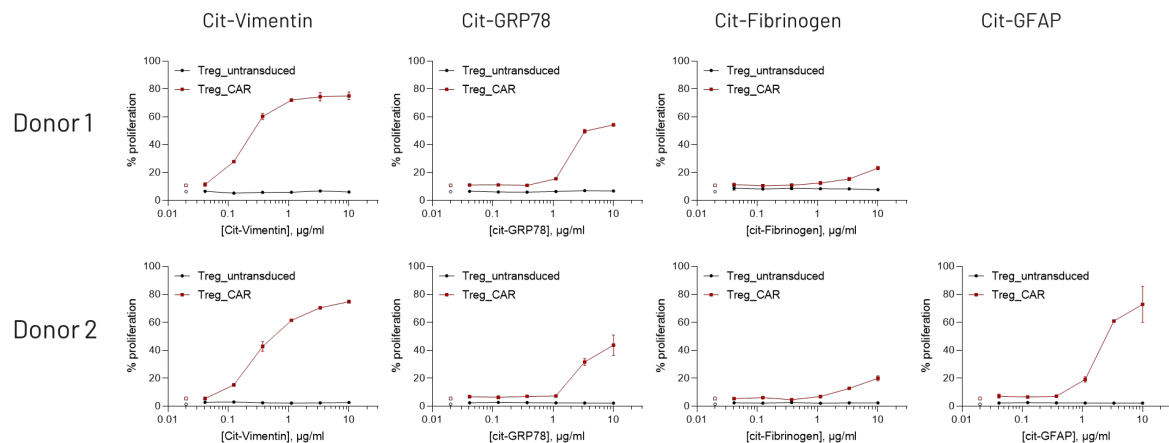 Cit-Vimentin
Cit-GRP78
Cit-Fibrinogen
Cit-GFAP
Donor 1
% proliferation
100
80
60
40
20
0
Treg_untransduced
Treg_CAR
0.01
0.1
1
10
[Cit-Vimentin], µg/ml
% proliferation
100
80
60
40
20
0
Treg_untransduced
Treg_CAR
0.01
0.1
1
10
[cit-GRP78], µg/ml
% proliferation
100
80
60
40
20
0
Treg_untransduced
Treg_CAR
0.01
0.1
1
10
[cit-Fibrinogen], µg/ml
Donor 2
% proliferation
100
80
60
40
20
0
Treg_untransduced
Treg_CAR
0.01
0.1
1
10
[Cit-Vimentin], µg/ml
% proliferation
100
80
60
40
20
0
Treg_untransduced
Treg_CAR
0.01
0.1
1
10
[cit-GRP78], µg/ml
% proliferation
100
80
60
40
20
0
Treg_untransduced
Treg_CAR
0.01
0.1
1
10
[cit-Fibrinogen], µg/ml
% proliferation
100
80
60
40
20
0
Treg_untransduced
Treg_CAR
0.01
0.1
1
10
[cit-GFAP], µg/ml